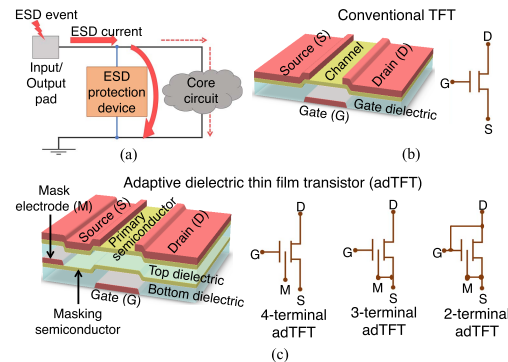 ESD event
ESD current
Input/
Output
pad
ESD
protection
device
Core
circuit
(a)
Conventional TFT
Source (S)
Channel
Drain (D)
Gate dielectric
Gate (G)
D
G
S
(b)
Adaptive dielectric thin film transistor (adTFT)
Mask
electrode (M)
Source (S)
Primary
semiconductor
Drain (D)
Top dielectric
Bottom dielectric
Gate (G)
Masking
semiconductor
D
G
M
S
4-terminal
adTFT
D
G
M
S
3-terminal
adTFT
D
G
M
S
2-terminal
adTFT
(c)